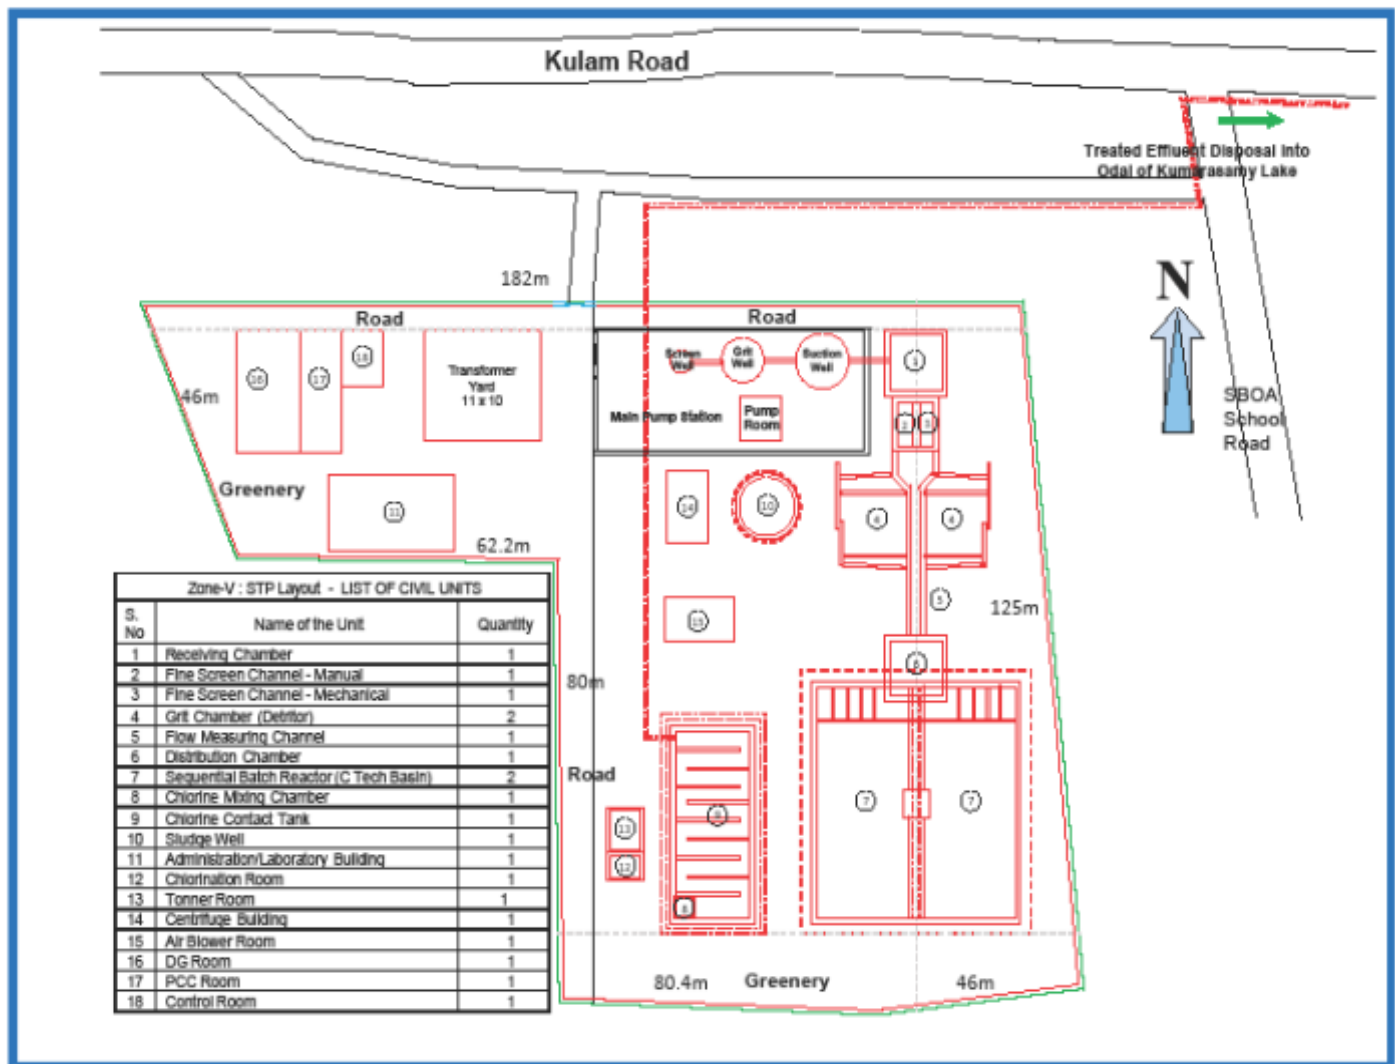 Kulam Road
Treated Effluent Disposal Into
Odal of Kumarasamy Lake
N
182m
Road
Road
SBOA
School
Road
46m
18
16
17
Transformer
Yard
11 x 10
Screen
Well
Grit
Well
Suction
Well
1
Main Pump Station
Pump
Room
2
3
Greenery
11
14
10
4
4
62.2m
5
125m
15
6
80m
Road
7
7
9
13
12
8
80.4m
Greenery
46m
Zone-V : STP Layout - LIST OF CIVIL UNITS
S. No Name of the Unit Quantity
1 Receiving Chamber 1
2 Fine Screen Channel - Manual 1
3 Fine Screen Channel - Mechanical 1
4 Grit Chamber (Detritor) 2
5 Flow Measuring Channel 1
6 Distribution Chamber 1
7 Sequential Batch Reactor (C Tech Basin) 2
8 Chlorine Mixing Chamber 1
9 Chlorine Contact Tank 1
10 Sludge Well 1
11 Administration/Laboratory Building 1
12 Chlorination Room 1
13 Tonner Room 1
14 Centrifuge Building 1
15 Air Blower Room 1
16 DG Room 1
17 PCC Room 1
18 Control Room 1